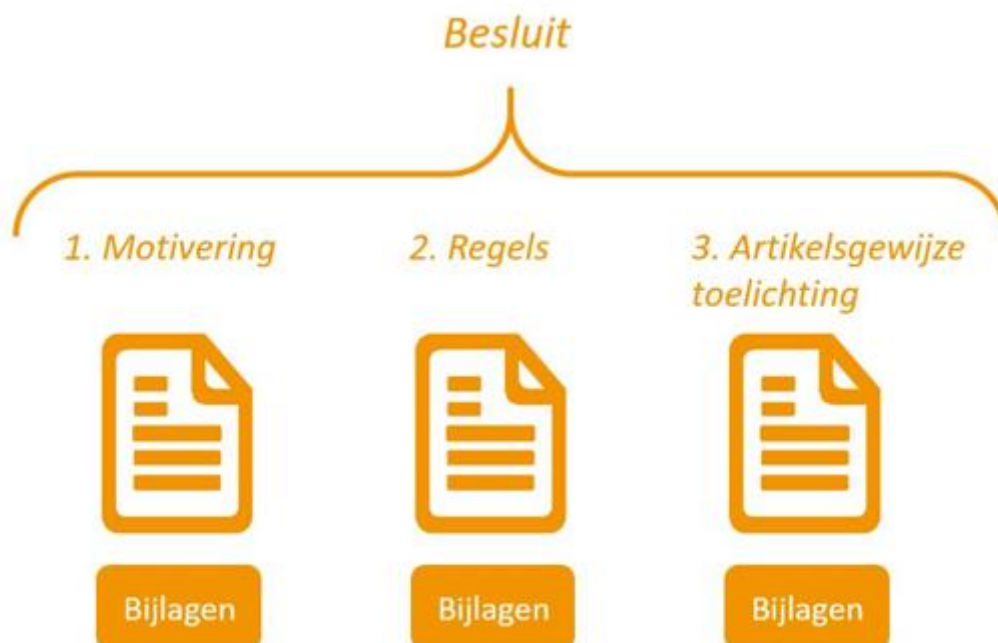 Besluit
1. Motivering
2. Regels
3. Artikelsgewijze
toelichting
Bijlagen
Bijlagen
Bijlagen